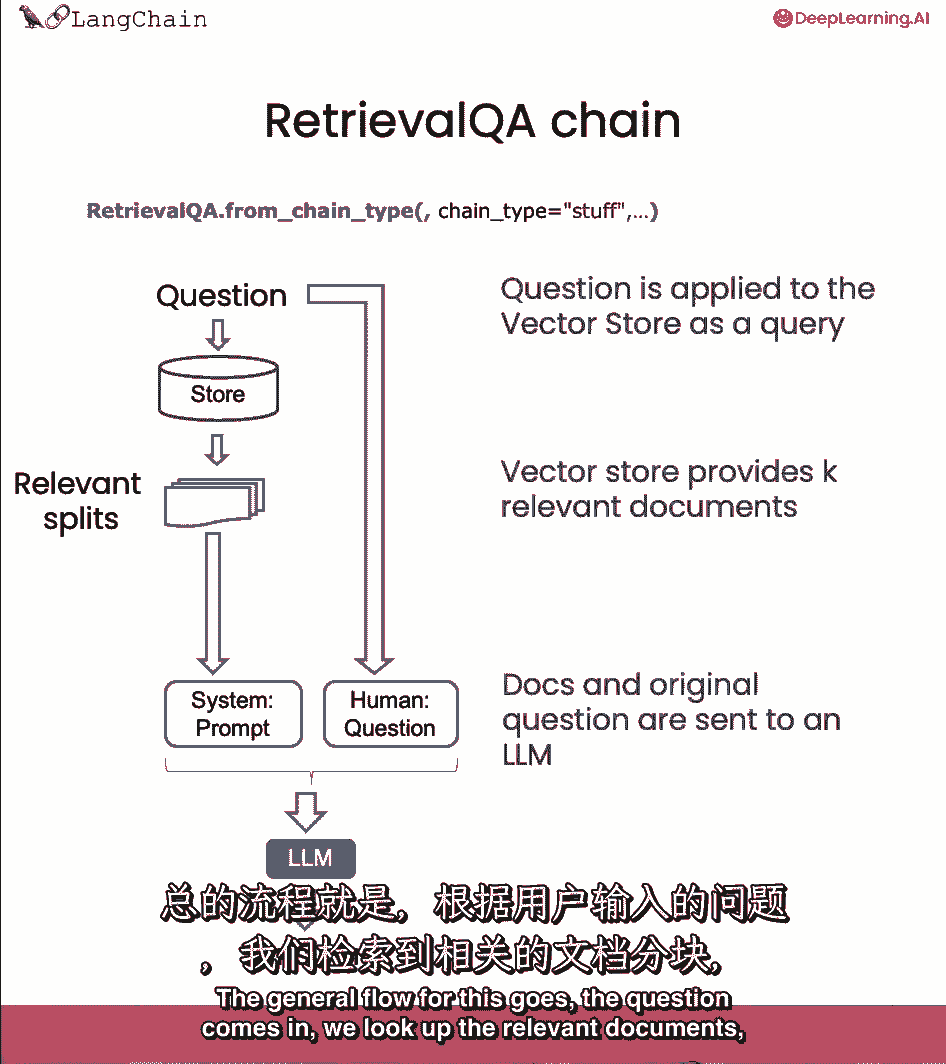 LangChain
DeepLearning.AI
RetrievalQA chain
RetrievalQA.from_chain_type(, chain_type="stuff",...)
Question
Store
Relevant
splits
System:
Prompt
Human:
Question
LLM
Question is applied to the
Vector Store as a query
Vector store provides k
relevant documents
Docs and original
question are sent to an
LLM
总的流程就是，根据用户输入的问题
，我们检索到相关的文档分块，
The general flow for this goes, the question
comes in, we look up the relevant documents,